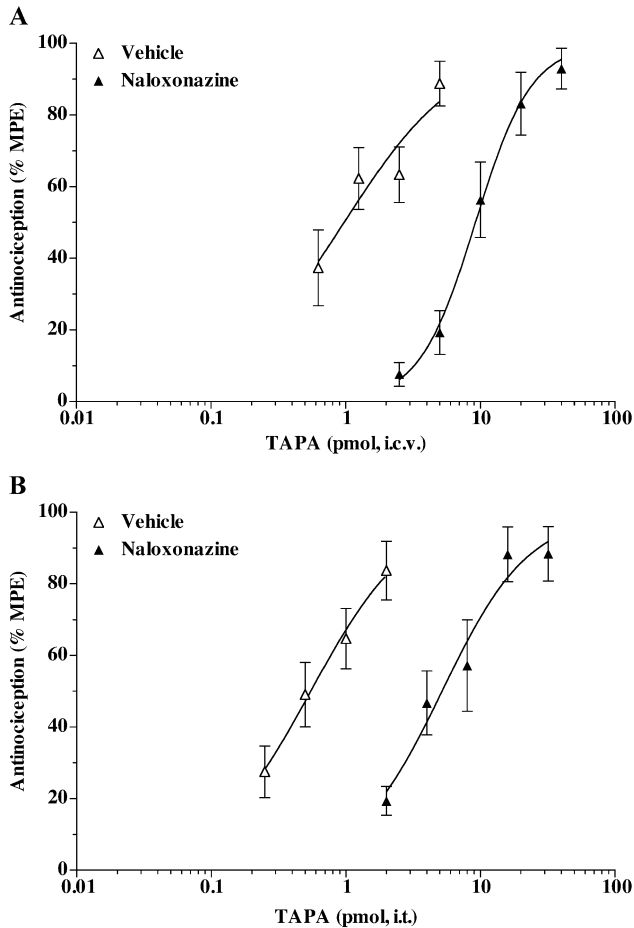 A
Vehicle
Naloxonazine
Antinociception (% MPE)
100
80
60
40
20
0
0.01 0.1 1 10 100
TAPA (pmol, i.c.v.)
B
Vehicle
Naloxonazine
Antinociception (% MPE)
100
80
60
40
20
0
0.01 0.1 1 10 100
TAPA (pmol, i.t.)